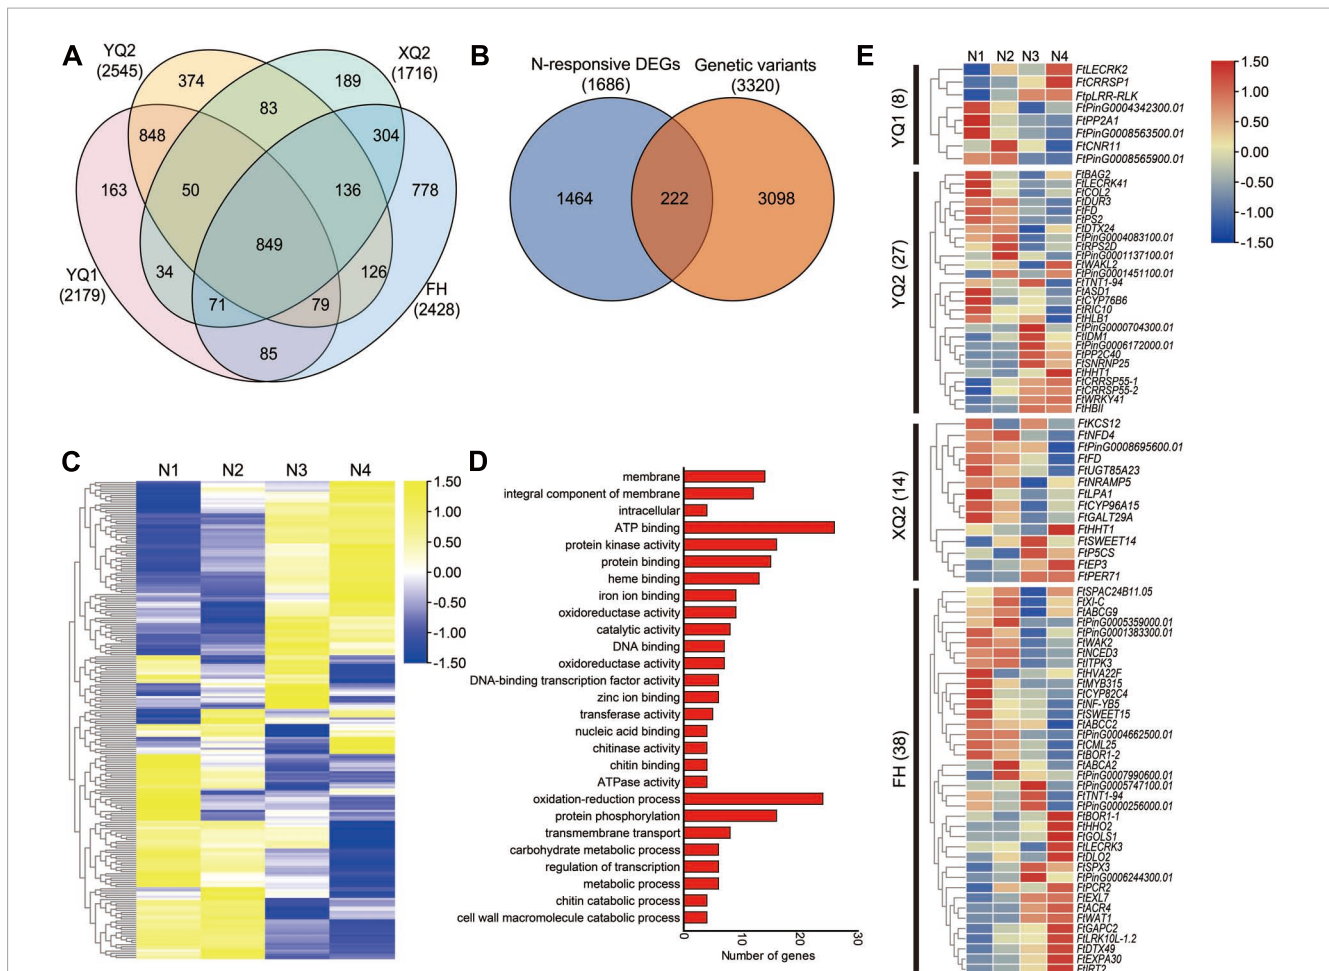 A
YQ2
(2545)
XQ2
(1716)
YQ1
(2179)
FH
(2428)
374
189
83
848
304
163
50
136
778
849
34
126
71
79
85
B
N-responsive DEGs
(1686)
Genetic variants
(3320)
1464
222
3098
C
N1 N2 N3 N4
1.50
1.00
0.50
0.00
-0.50
-1.00
-1.50
D
membrane
integral component of membrane
intracellular
ATP binding
protein kinase activity
protein binding
heme binding
iron ion binding
oxidoreductase activity
catalytic activity
DNA binding
oxidoreductase activity
DNA-binding transcription factor activity
zinc ion binding
transferase activity
nucleic acid binding
chitinase activity
chitin binding
ATPase activity
oxidation-reduction process
protein phosphorylation
transmembrane transport
carbohydrate metabolic process
regulation of transcription
metabolic process
chitin catabolic process
cell wall macromolecule catabolic process
0 10 20 30
Number of genes
E
N1 N2 N3 N4
1.50
1.00
0.50
0.00
-0.50
-1.00
-1.50
YQ1 (8)
FtLECRK2
FtCRRSP1
FtpLRR-RLK
FtPinG0004342300.01
FtPP2A1
FtPinG0008563500.01
FtCNR11
FtPinG0008565900.01
YQ2 (27)
FtBAG2
FtLECRK41
FtCOL2
FtDUR3
FtFD
FtPS2
FtDTX24
FtPinG0004083100.01
FtRPS2D
FtPinG0001137100.01
FtWAKL2
FtPinG0001451100.01
FtTNT1-94
FtASD1
FtCYP76B6
FtRIC10
FtHLB1
FtPinG0000704300.01
FtIDM1
FtPinG0006172000.01
FtPP2C40
FtSNRNP25
FtHHT1
FtCRRSP55-1
FtCRRSP55-2
FtWRKY41
FtHBII
XQ2 (14)
FtKCS12
FtNFD4
FtPinG0008695600.01
FtFD
FtUGT85A23
FtNRAMP5
FtLPA1
FtCYP96A15
FtGALT29A
FtHHT1
FtSWEET14
FtP5CS
FtEP3
FtPER71
FH (38)
FtSPAC24B11.05
FtXI-C
FtABCG9
FtPinG0005359000.01
FtPinG0001383300.01
FtWAK2
FtNCED3
FtITPK3
FtHVA22F
FtMYB315
FtCYP82C4
FtNF-YB5
FtSWEET15
FtABCC2
FtPinG0004662500.01
FtCML25
FtBOR1-2
FtABCA2
FtPinG0007990600.01
FtPinG0005747100.01
FtTNT1-94
FtPinG0000256000.01
FtBOR1-1
FtHHO2
FtGOLS1
FtLECRK3
FtDLO2
FtSPX3
FtPinG0006244300.01
FtPCR2
FtEXL7
FtACR4
FtWAT1
FtGAPC2
FtLRK10L-1.2
FtDTX49
FtEXPA30
FtIRT2